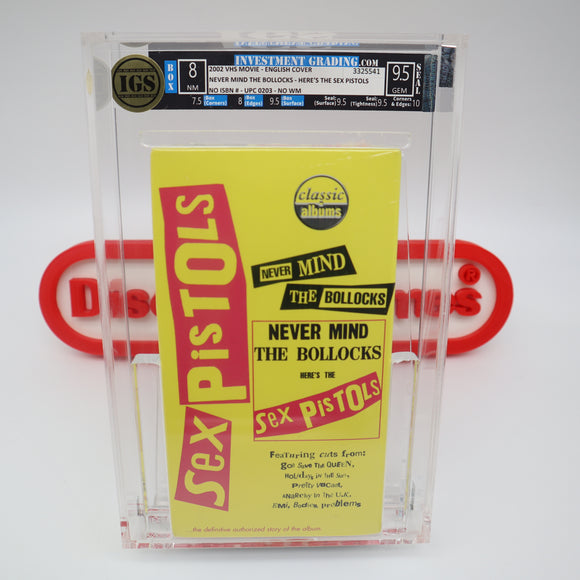 INVESTMENT GRADING.COM
IGS
BOX
8
NM
2002 VHS MOVIE - ENGLISH COVER 3325541
NEVER MIND THE BOLLOCKS - HERE'S THE SEX PISTOLS
NO ISBN # - UPC 0203 - NO WM
9.5
GEM
SEAL
7.5 Box (Corners) 8 Box (Edges) 9.5 Box (Surface) Seal: (Surface) 9.5 Seal: (Tightness) 9.5 Corners & Edges: 10
classic albums
SEX PISTOLS
NEVER MIND
THE BOLLOCKS
NEVER MIND
THE BOLLOCKS
HERE'S THE
SEX PISTOLS
Featuring cuts from:
God Save The QUEEN,
HoLidays in the Sun,
Pretty VaCant,
aNarchy in the U.K.
EMI, Bodies, problems
...the definitive authorized story of the album
Disc
mes
®